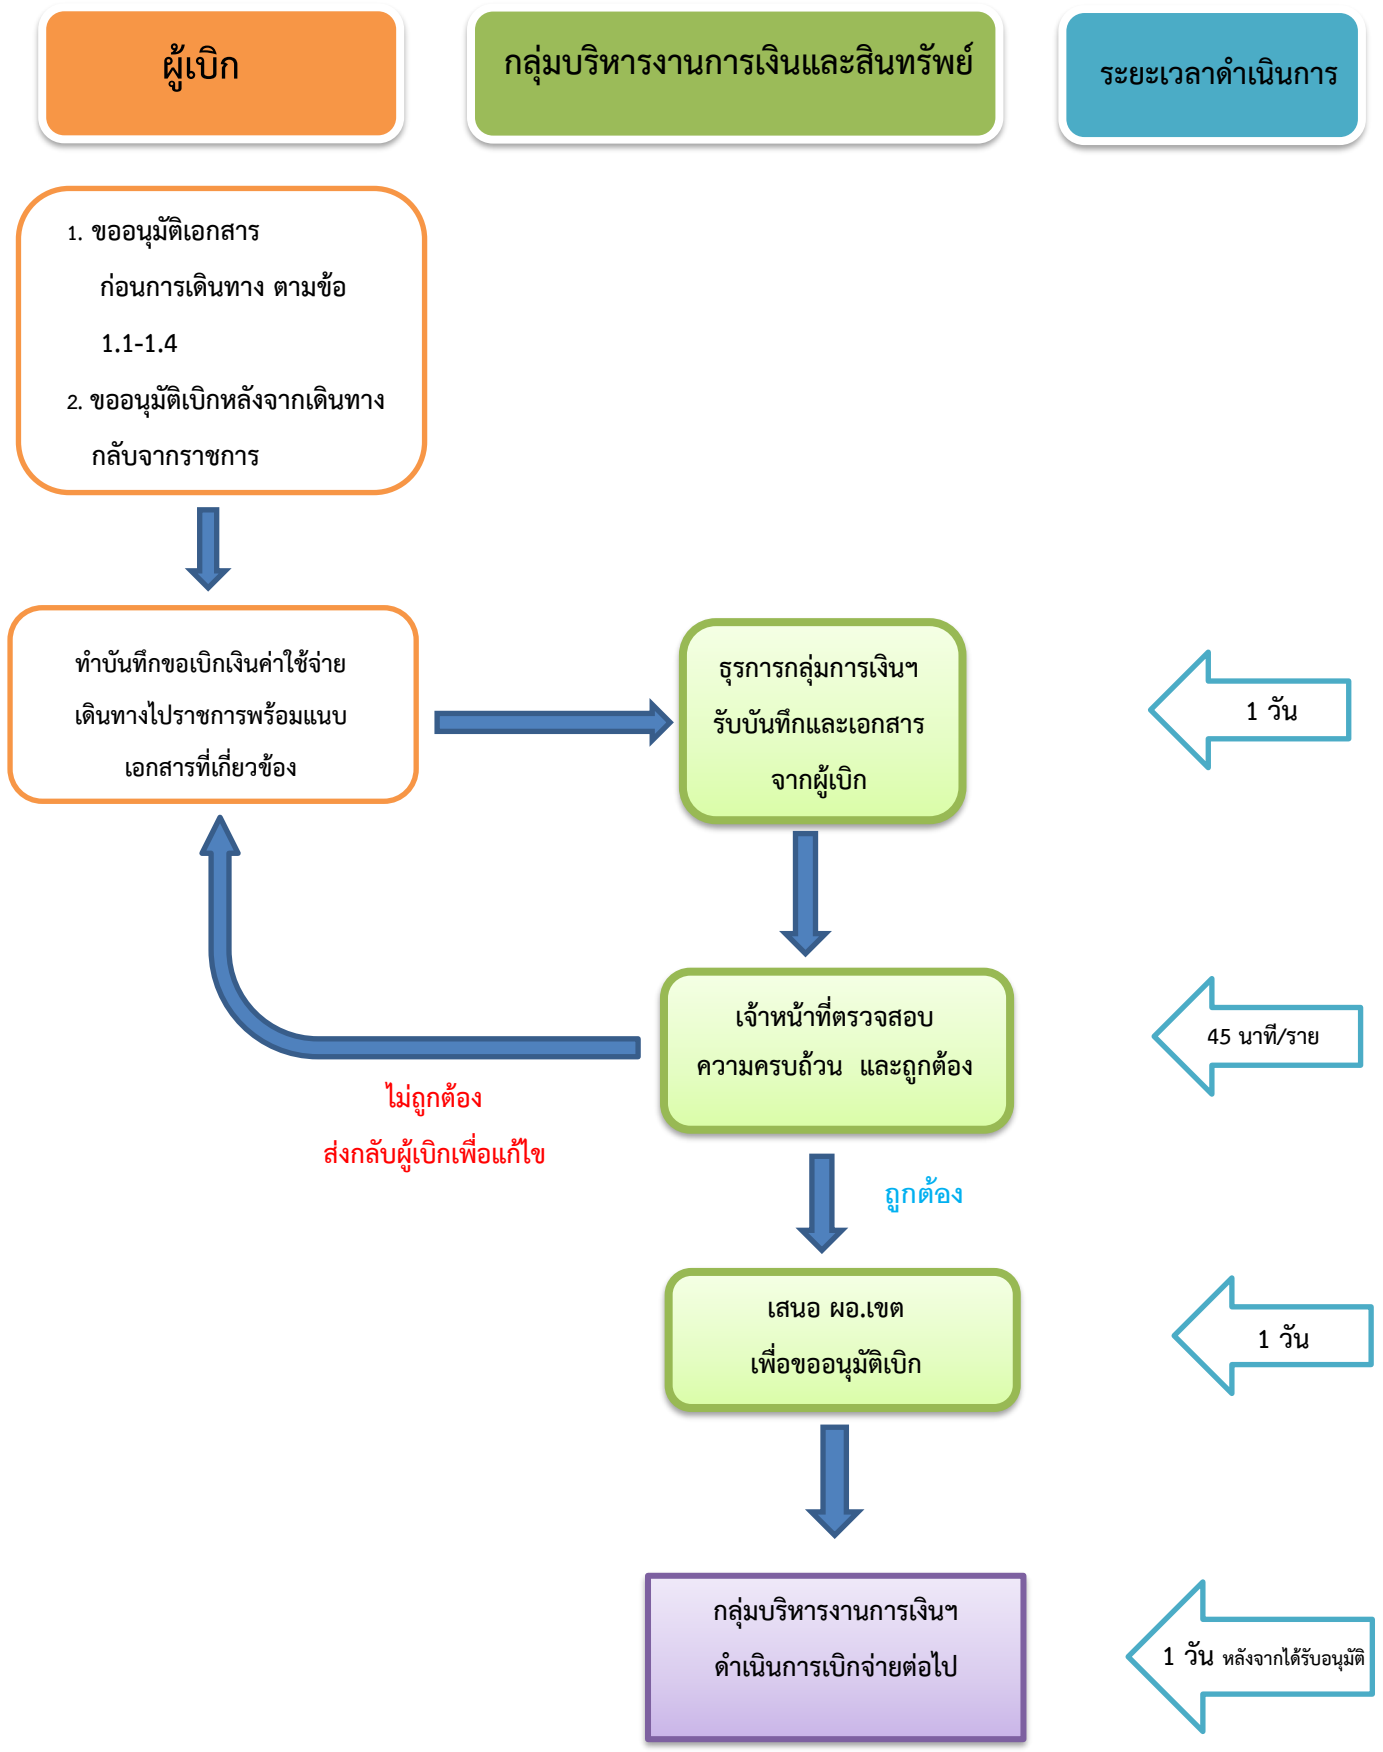 ผู้เบิก
กลุ่มบริหารงานการเงินและสินทรัพย์
ระยะเวลาดำเนินการ
1. ขออนุมัติเอกสาร
ก่อนการเดินทาง ตามข้อ
1.1-1.4
2. ขออนุมัติเบิกหลังจากเดินทาง
กลับจากราชการ
ทำบันทึกขอเบิกเงินค่าใช้จ่าย
เดินทางไปราชการพร้อมแนบ
เอกสารที่เกี่ยวข้อง
ธุรการกลุ่มการเงินฯ
รับบันทึกและเอกสาร
จากผู้เบิก
1 วัน
เจ้าหน้าที่ตรวจสอบ
ความครบถ้วน และถูกต้อง
45 นาที/ราย
ไม่ถูกต้อง
ส่งกลับผู้เบิกเพื่อแก้ไข
ถูกต้อง
เสนอ ผอ.เขต
เพื่อขออนุมัติเบิก
1 วัน
กลุ่มบริหารงานการเงินฯ
ดำเนินการเบิกจ่ายต่อไป
1 วัน หลังจากได้รับอนุมัติ